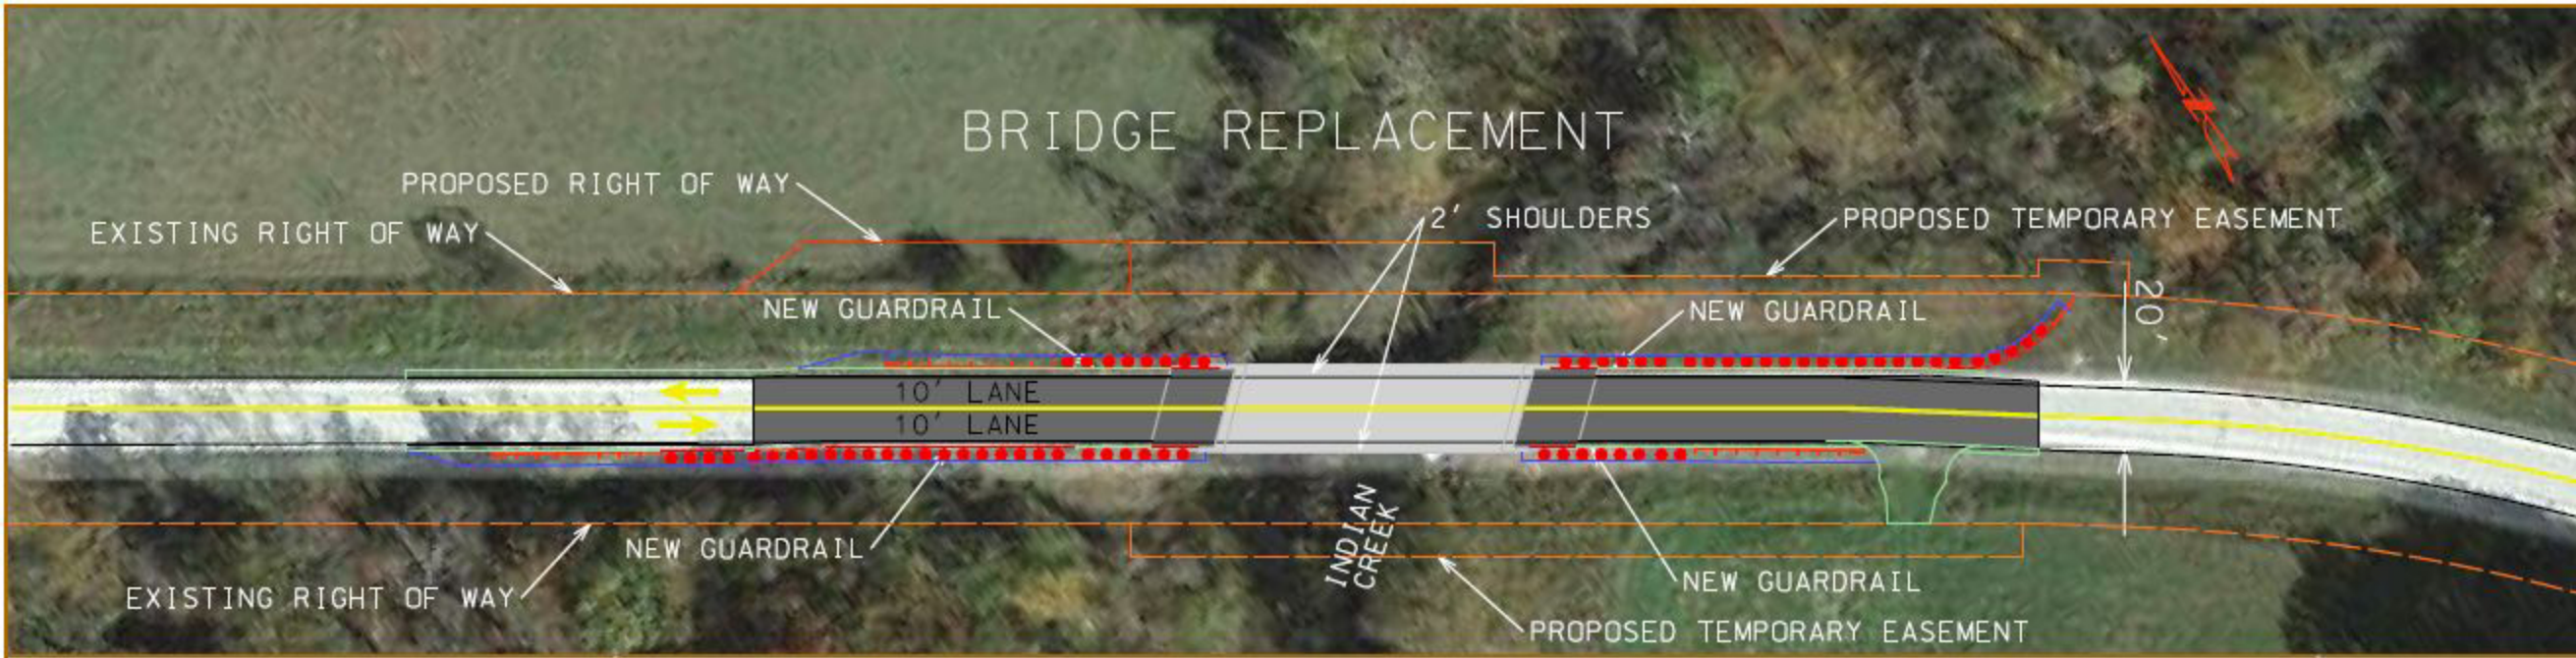 BRIDGE REPLACEMENT
PROPOSED RIGHT OF WAY
EXISTING RIGHT OF WAY
2' SHOULDERS
PROPOSED TEMPORARY EASEMENT
NEW GUARDRAIL
NEW GUARDRAIL
20'
10' LANE
10' LANE
INDIAN
CREEK
NEW GUARDRAIL
EXISTING RIGHT OF WAY
NEW GUARDRAIL
PROPOSED TEMPORARY EASEMENT